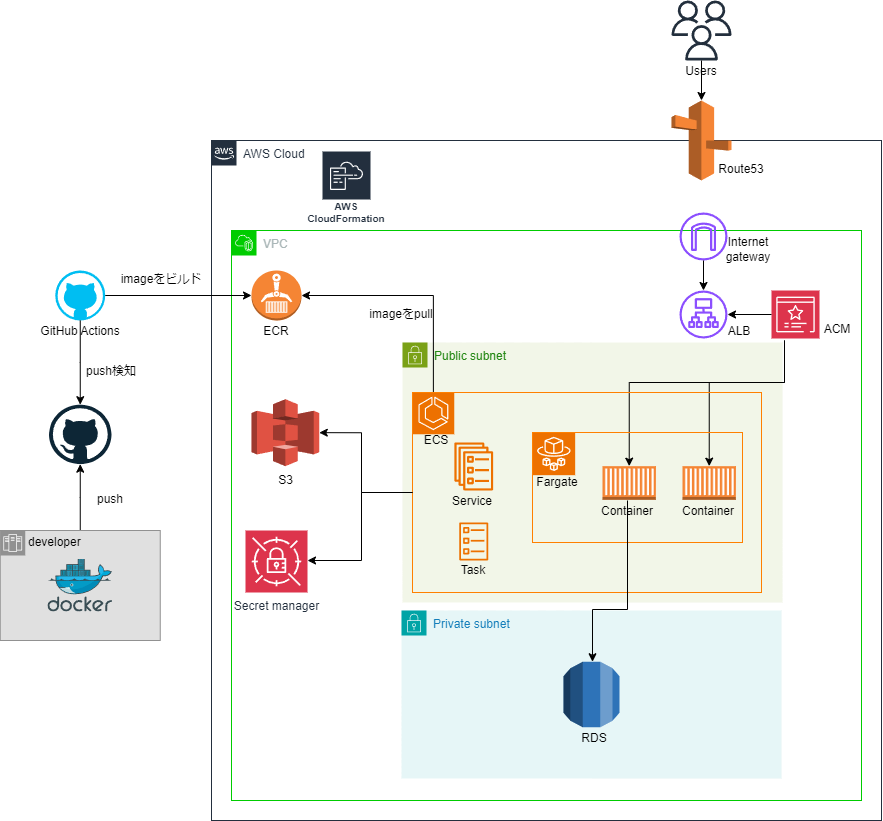 Users
Route53
aws
AWS Cloud
AWS
CloudFormation
VPC
Internet
gateway
imageをビルド
GitHub Actions
ECR
imageをpull
ALB
ACM
Public subnet
push検知
ECS
Fargate
S3
Service
Container
Container
push
Task
developer
docker
Secret manager
Private subnet
RDS